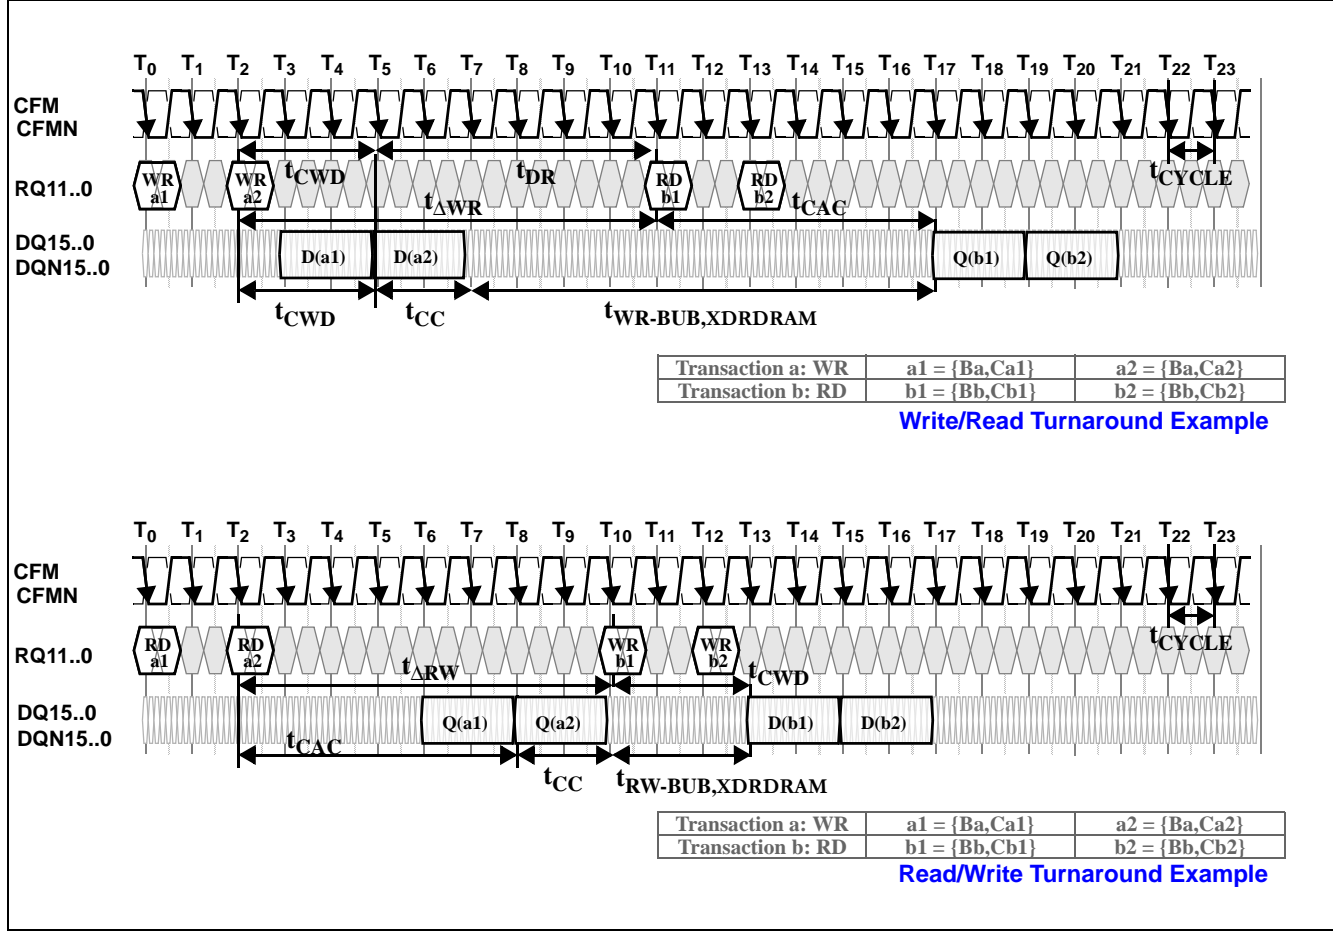 T0 T1 T2 T3 T4 T5 T6 T7 T8 T9 T10 T11 T12 T13 T14 T15 T16 T17 T18 T19 T20 T21 T22 T23
CFM
CFMN
tCWD tDR tCYCLE
RQ11..0 WR a1 WR a2 RD b1 RD b2
tΔWR tCAC
DQ15..0
DQN15..0 D(a1) D(a2) Q(b1) Q(b2)
tCWD tCC tWR-BUB,XDRDRAM
Transaction a: WR a1 = {Ba,Ca1} a2 = {Ba,Ca2}
Transaction b: RD b1 = {Bb,Cb1} b2 = {Bb,Cb2}
Write/Read Turnaround Example
T0 T1 T2 T3 T4 T5 T6 T7 T8 T9 T10 T11 T12 T13 T14 T15 T16 T17 T18 T19 T20 T21 T22 T23
CFM
CFMN
tCYCLE
RQ11..0 RD a1 RD a2 WR b1 WR b2
tΔRW tCWD
DQ15..0
DQN15..0 Q(a1) Q(a2) D(b1) D(b2)
tCAC tCC tRW-BUB,XDRDRAM
Transaction a: WR a1 = {Ba,Ca1} a2 = {Ba,Ca2}
Transaction b: RD b1 = {Bb,Cb1} b2 = {Bb,Cb2}
Read/Write Turnaround Example